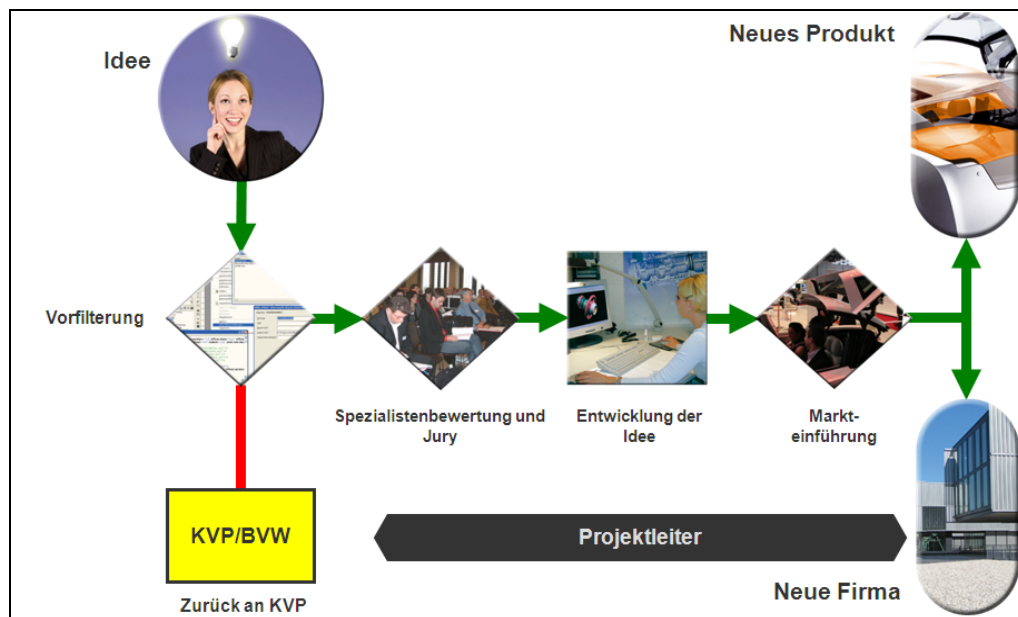 Idee
Neues Produkt
Vorfilterung
Spezialistenbewertung und
Jury
Entwicklung der
Idee
Markt-
einführung
KVP/BVW
Zurück an KVP
Projektleiter
Neue Firma